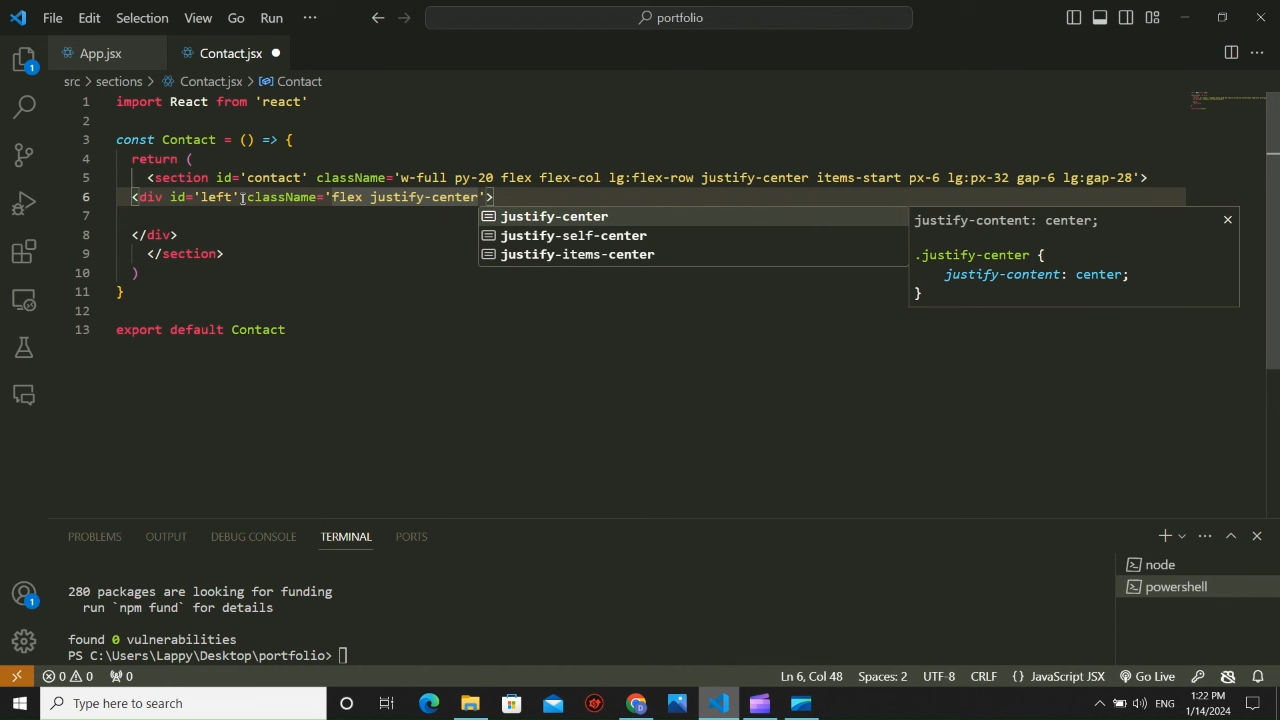 File Edit Selection View Go Run ··· portfolio
1 App.jsx Contact.jsx
src > sections > Contact.jsx > Contact
1 import React from 'react'
2
3 const Contact = () => {
4 return (
5 <section id='contact' className='w-full py-20 flex flex-col lg:flex-row justify-center items-start px-6 lg:px-32 gap-6 lg:gap-28'>
6 <div id='left' className='flex justify-center'>
7
justify-center
justify-self-center
justify-items-center
justify-content: center;
.justify-center {
justify-content: center;
}
8 </div>
9 </section>
10 )
11 }
12
13 export default Contact
PROBLEMS OUTPUT DEBUG CONSOLE TERMINAL PORTS
node
powershell
280 packages are looking for funding
run `npm fund` for details
found 0 vulnerabilities
PS C:\Users\Lappy\Desktop\portfolio>
1
0 0 0 Ln 6, Col 48 Spaces: 2 UTF-8 CRLF {} JavaScript JSX Go Live
Type here to search ENG 1:22 PM
1/14/2024